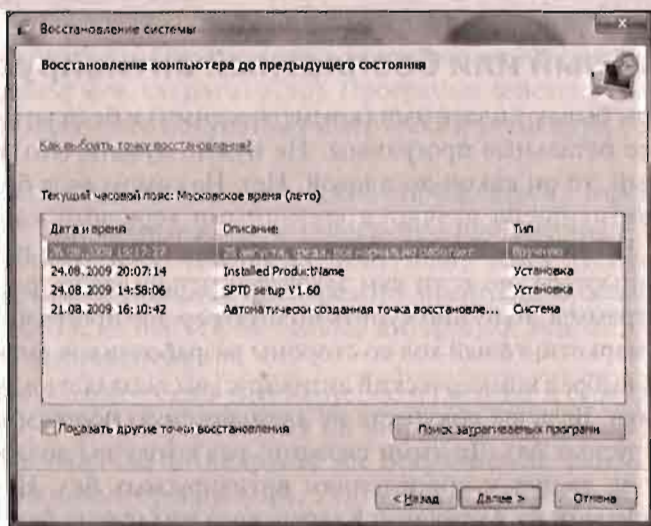 Восстановление системы
Восстановление компьютера до предыдущего состояния
Как выбрать точку восстановления?
Текущий часовой пояс: Московское время (лето)
Дата и время Описание Тип
26.08.2009 15:17:27 26 августа, среда, все нормально работает Вручную
24.08.2009 20:07:14 Installed ProductName Установка
24.08.2009 14:58:06 SPTD setup V1.60 Установка
21.08.2009 16:10:42 Автоматически созданная точка восстановле... Система
Показать другие точки восстановления
Поиск затрагиваемых программ
< Назад
Далее >
Отмена